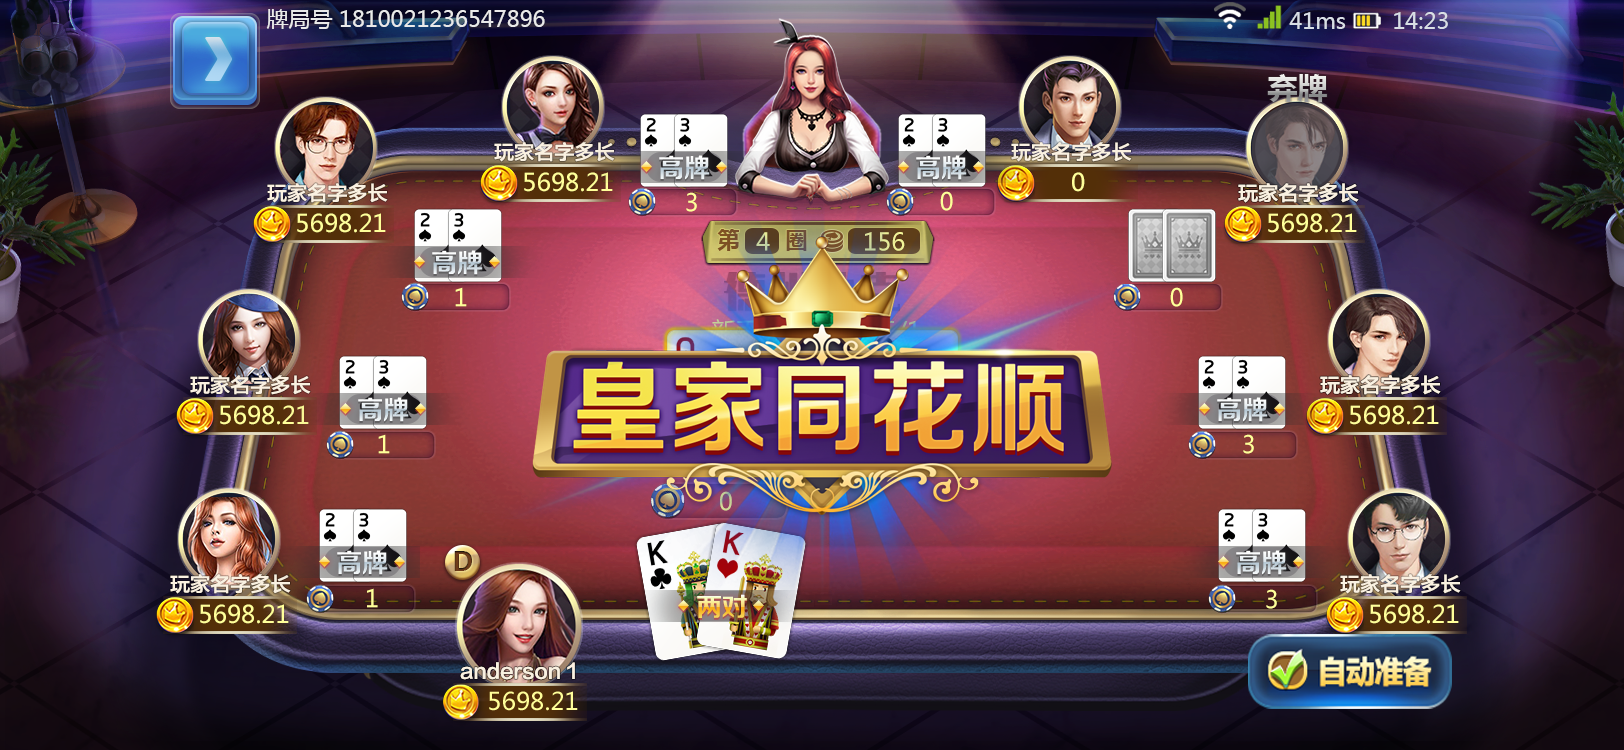 牌局号 1810021236547896
41ms
14:23
弃牌
玩家名字多长
5698.21
2 3
高牌
3
2 3
高牌
0
玩家名字多长
0
玩家名字多长
5698.21
玩家名字多长
5698.21
2 3
高牌
1
第 4 圈 156
0
玩家名字多长
5698.21
2 3
高牌
1
皇家同花顺
2 3
高牌
3
玩家名字多长
5698.21
0
玩家名字多长
5698.21
2 3
高牌
1
D
K K
两对
2 3
高牌
3
玩家名字多长
5698.21
anderson 1
5698.21
自动准备